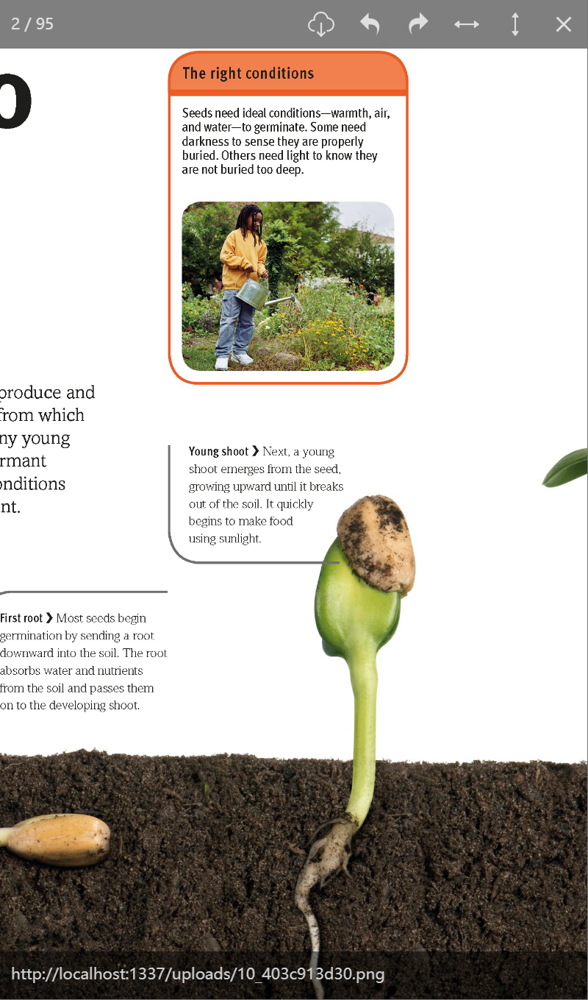 2 / 95
o
The right conditions
Seeds need ideal conditions—warmth, air,
and water—to germinate. Some need
darkness to sense they are properly
buried. Others need light to know they
are not buried too deep.
produce and
from which
ny young
rmant
onditions
nt.
Young shoot ❯ Next, a young
shoot emerges from the seed,
growing upward until it breaks
out of the soil. It quickly
begins to make food
using sunlight.
First root ❯ Most seeds begin
germination by sending a root
downward into the soil. The root
absorbs water and nutrients
from the soil and passes them
on to the developing shoot.
http://localhost:1337/uploads/10_403c913d30.png